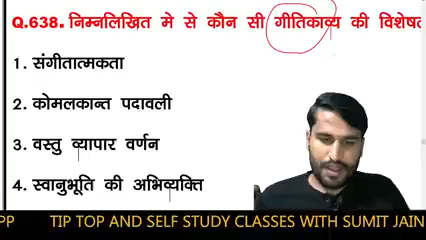 Q.638. निम्नलिखित मे से कौन सी गीतिकाव्य की
1. संगीतात्मकता
2. कोमलकान्त पदावली
3. वस्तु व्यापार वर्णन
4. स्वानुभूति की अभिव्यक्ति
TIP TOP AND SELF STUDY CLASSES WITH SUMIT JAIN